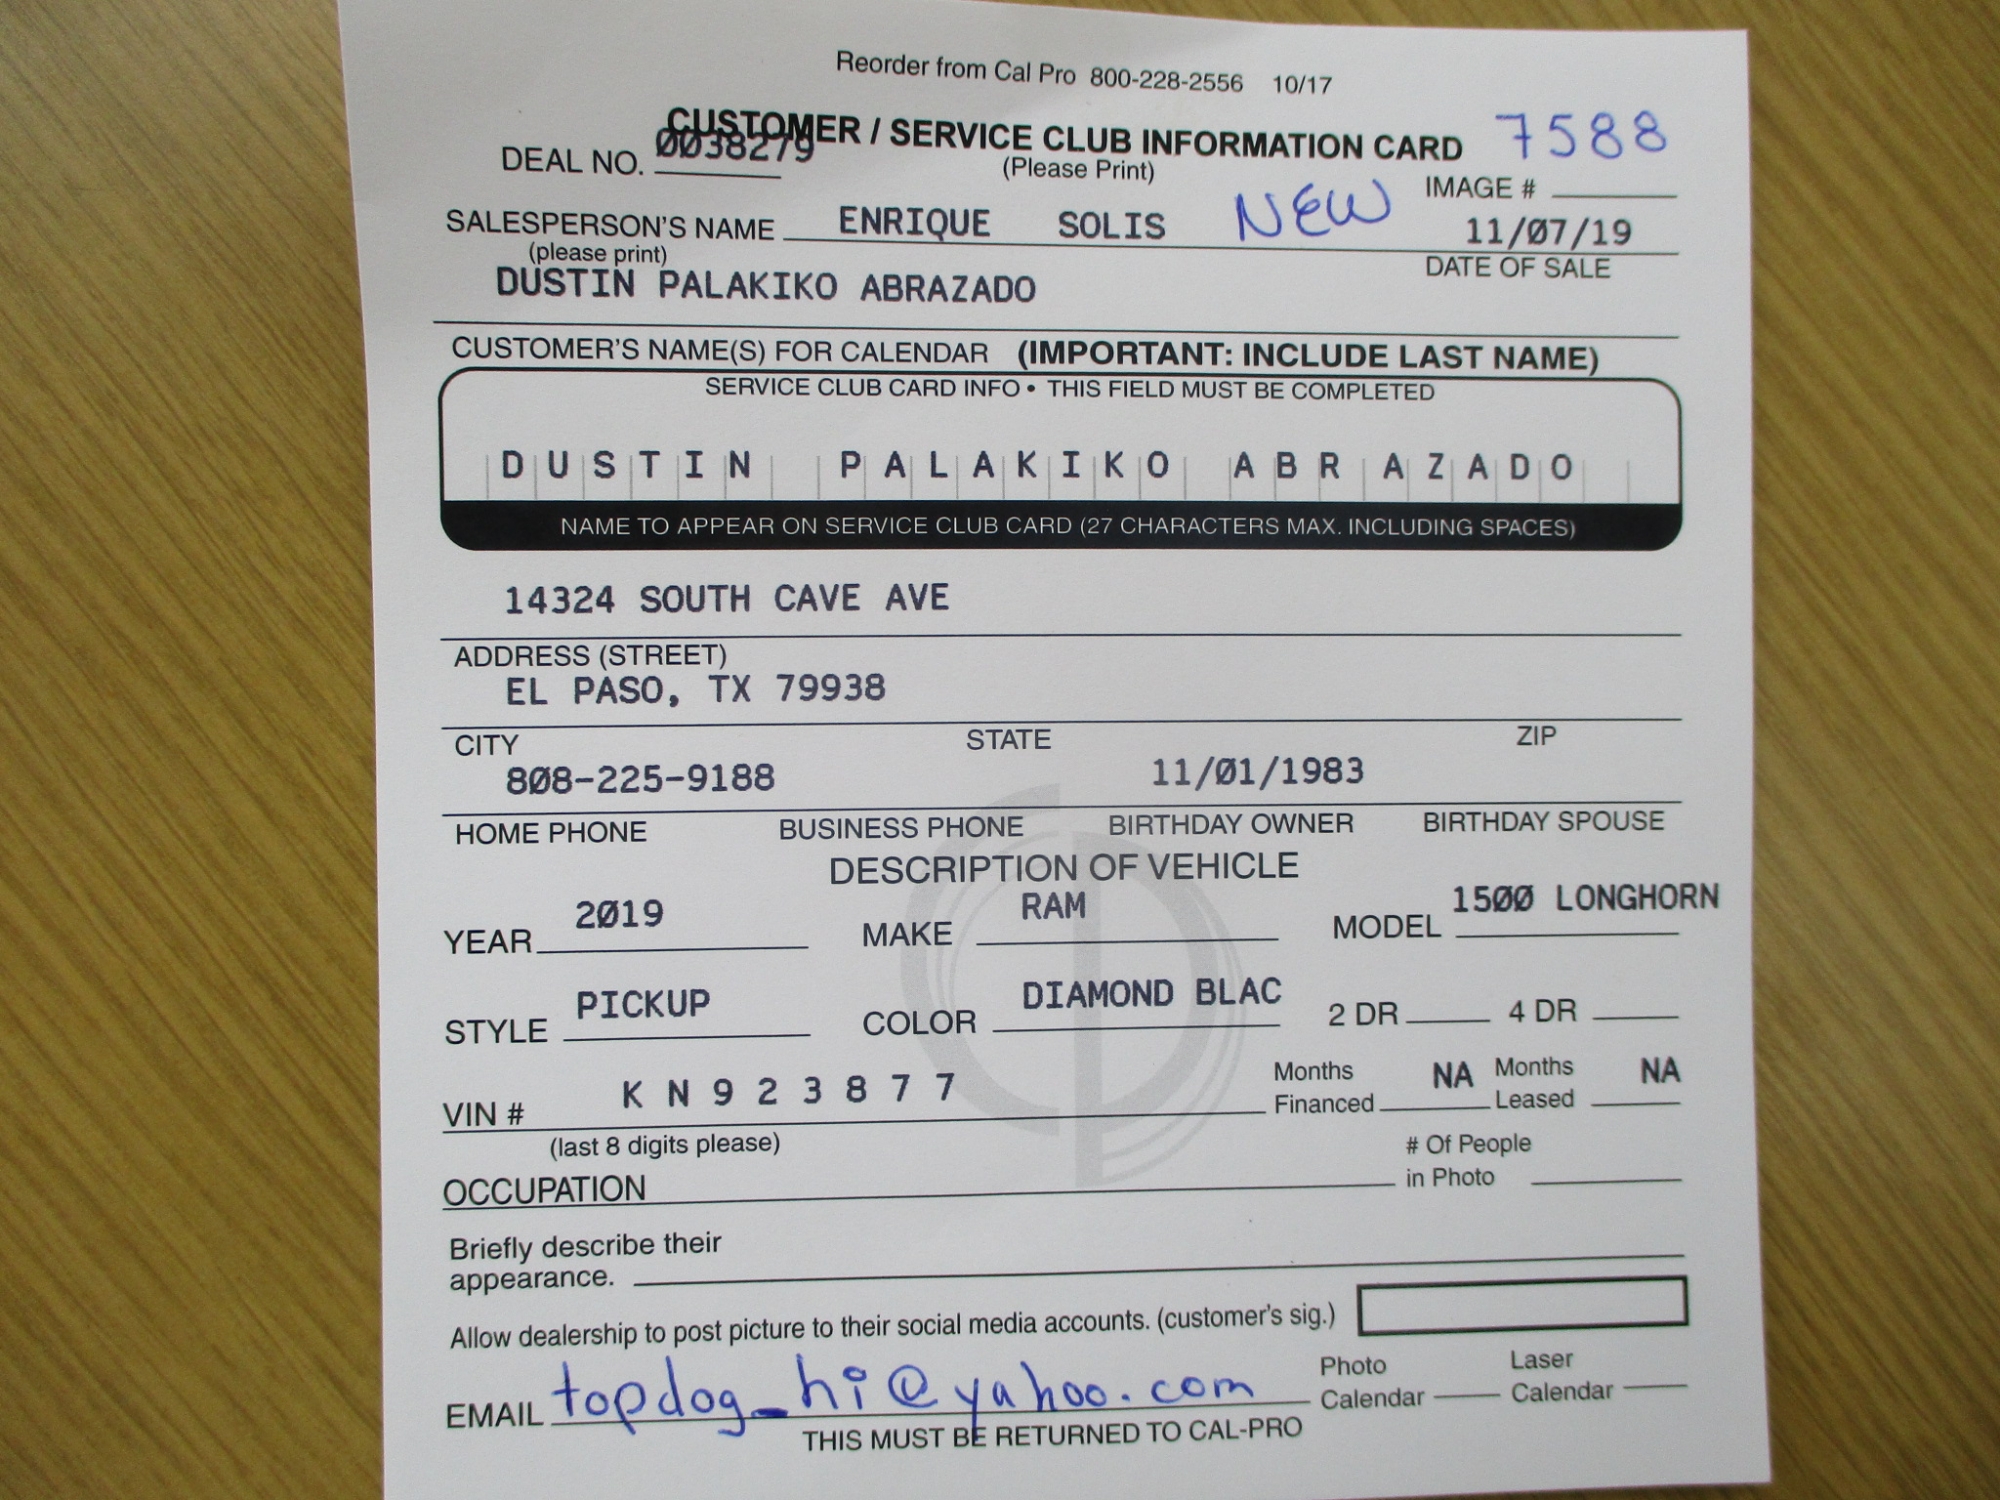 Reorder from Cal Pro 800-228-2556 10/17
CUSTOMER / SERVICE CLUB INFORMATION CARD 7588
DEAL NO. 0038279
(Please Print)
IMAGE #
SALESPERSON'S NAME ENRIQUE SOLIS NEW 11/07/19
(please print)
DATE OF SALE
DUSTIN PALAKIKO ABRAZADO
CUSTOMER'S NAME(S) FOR CALENDAR (IMPORTANT: INCLUDE LAST NAME)
SERVICE CLUB CARD INFO • THIS FIELD MUST BE COMPLETED
DUSTIN PALAKIKO ABRAZADO
NAME TO APPEAR ON SERVICE CLUB CARD (27 CHARACTERS MAX. INCLUDING SPACES)
14324 SOUTH CAVE AVE
ADDRESS (STREET)
EL PASO, TX 79938
CITY STATE ZIP
808-225-9188 11/01/1983
HOME PHONE BUSINESS PHONE BIRTHDAY OWNER BIRTHDAY SPOUSE
DESCRIPTION OF VEHICLE
YEAR 2019 MAKE RAM MODEL 1500 LONGHORN
STYLE PICKUP COLOR DIAMOND BLAC 2 DR 4 DR
VIN # K N 9 2 3 8 7 7 Months Financed NA Months Leased NA
(last 8 digits please)
OCCUPATION # Of People in Photo
Briefly describe their
appearance.
Allow dealership to post picture to their social media accounts. (customer's sig.)
EMAIL topdog_hi@yahoo.com Photo Calendar Laser Calendar
THIS MUST BE RETURNED TO CAL-PRO